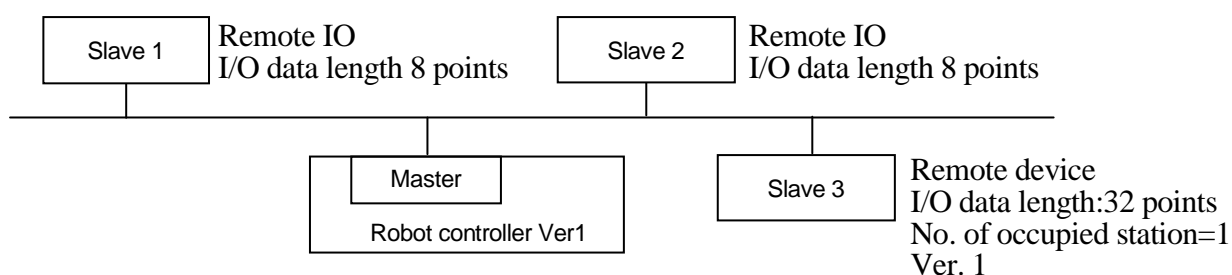 Slave 1
Remote IO
I/O data length 8 points
Slave 2
Remote IO
I/O data length 8 points
Master
Robot controller Ver1
Slave 3
Remote device
I/O data length:32 points
No. of occupied station=1
Ver. 1